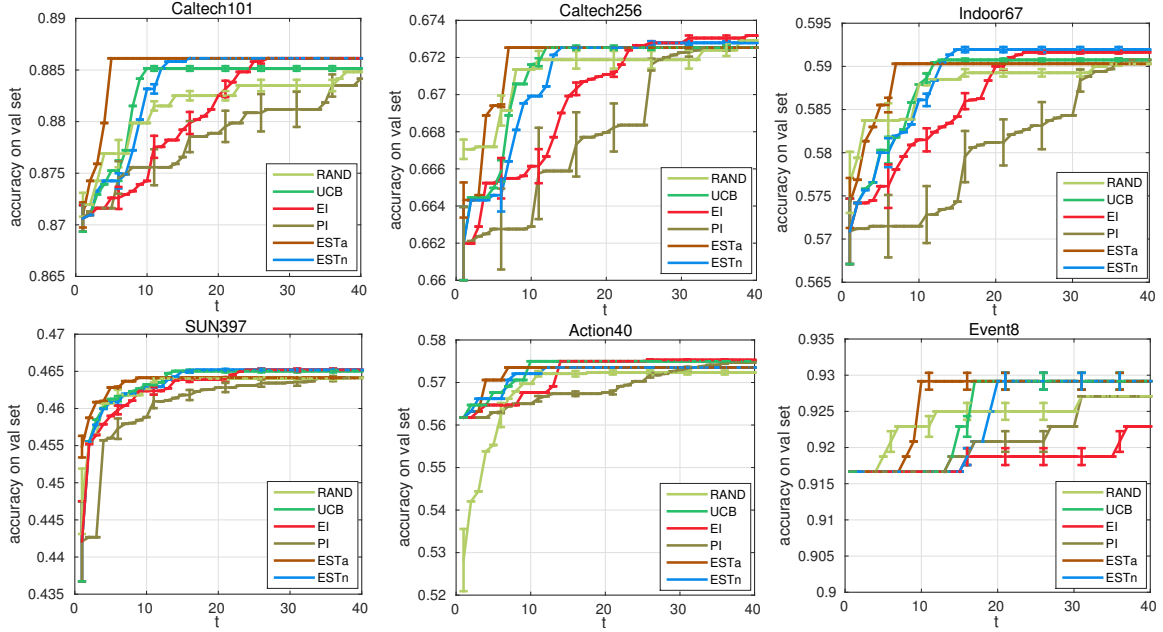 Caltech101
accuracy on val set
0.89
0.885
0.88
0.875
0.87
0.865
0 10 20 30 40
t
RAND
UCB
EI
PI
ESTa
ESTn
Caltech256
accuracy on val set
0.674
0.672
0.67
0.668
0.666
0.664
0.662
0.66
0 10 20 30 40
t
RAND
UCB
EI
PI
ESTa
ESTn
Indoor67
accuracy on val set
0.595
0.59
0.585
0.58
0.575
0.57
0.565
0 10 20 30 40
t
RAND
UCB
EI
PI
ESTa
ESTn
SUN397
accuracy on val set
0.47
0.465
0.46
0.455
0.45
0.445
0.44
0.435
0 10 20 30 40
t
RAND
UCB
EI
PI
ESTa
ESTn
Action40
accuracy on val set
0.58
0.57
0.56
0.55
0.54
0.53
0.52
0 10 20 30 40
t
RAND
UCB
EI
PI
ESTa
ESTn
Event8
accuracy on val set
0.935
0.93
0.925
0.92
0.915
0.91
0.905
0.9
0 10 20 30 40
t
RAND
UCB
EI
PI
ESTa
ESTn